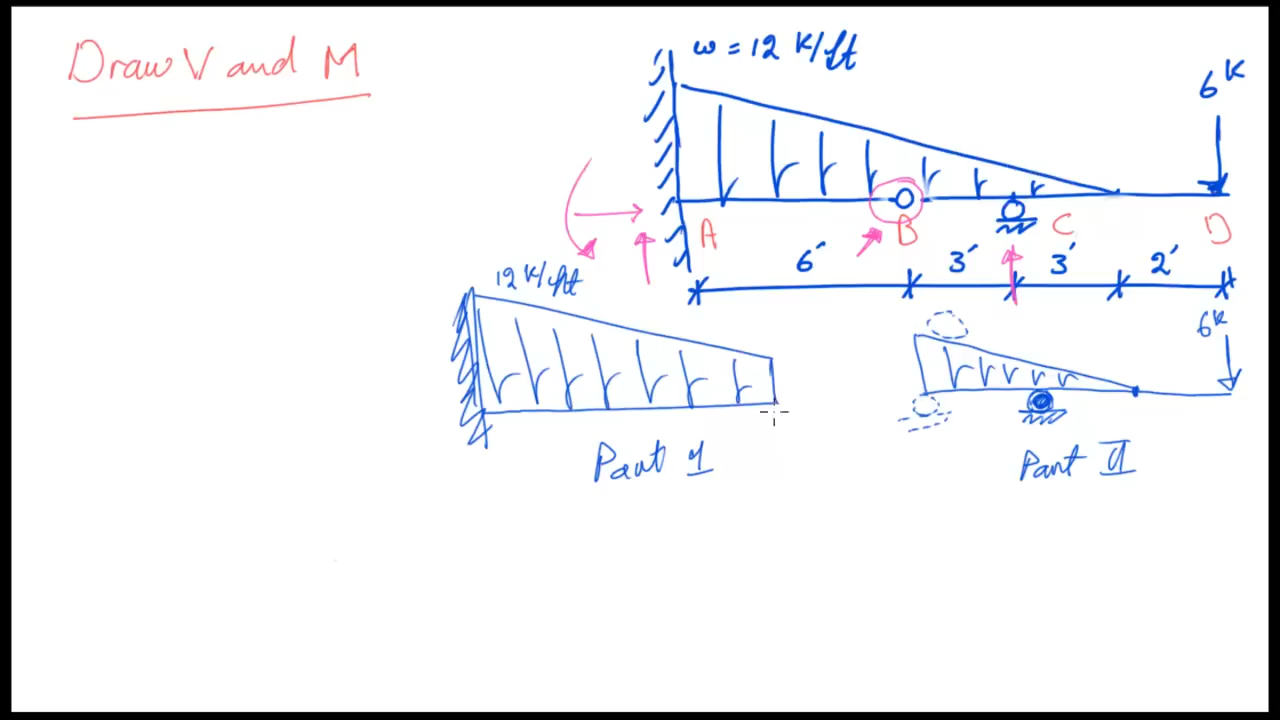 Draw V and M
w = 12 K/ft
6K
A
B
C
D
6'
3'
3'
2'
12 K/ft
6K
Part 1
Part II